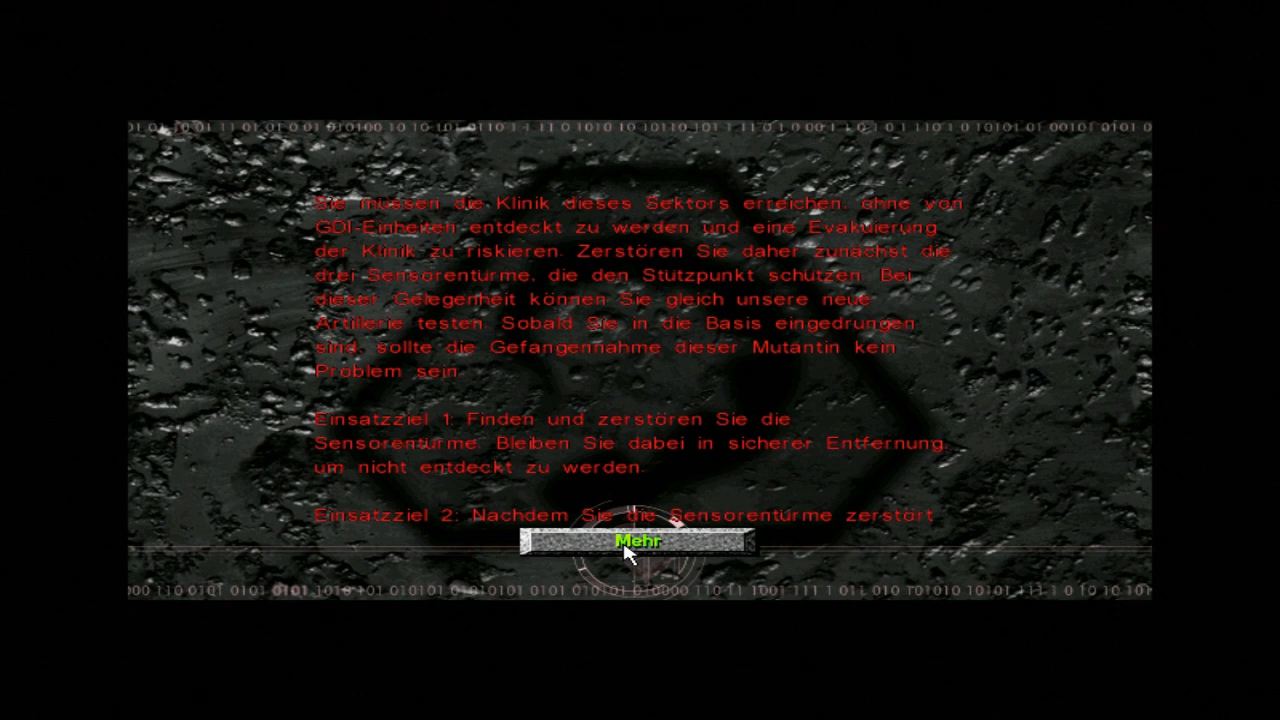 Sie müssen die Klinik dieses Sektors erreichen, ohne von
GDI-Einheiten entdeckt zu werden und eine Evakuierung
der Klinik zu riskieren. Zerstören Sie daher zunächst die
drei Sensorentürme, die den Stützpunkt schützen. Bei
dieser Gelegenheit können Sie gleich unsere neue
Artillerie testen. Sobald Sie in die Basis eingedrungen
sind, sollte die Gefangennahme dieser Mutantin kein
Problem sein.
Einsatzziel 1: Finden und zerstören Sie die
Sensorentürme. Bleiben Sie dabei in sicherer Entfernung,
um nicht entdeckt zu werden.
Einsatzziel 2: Nachdem Sie die Sensorentürme zerstört
Mehr